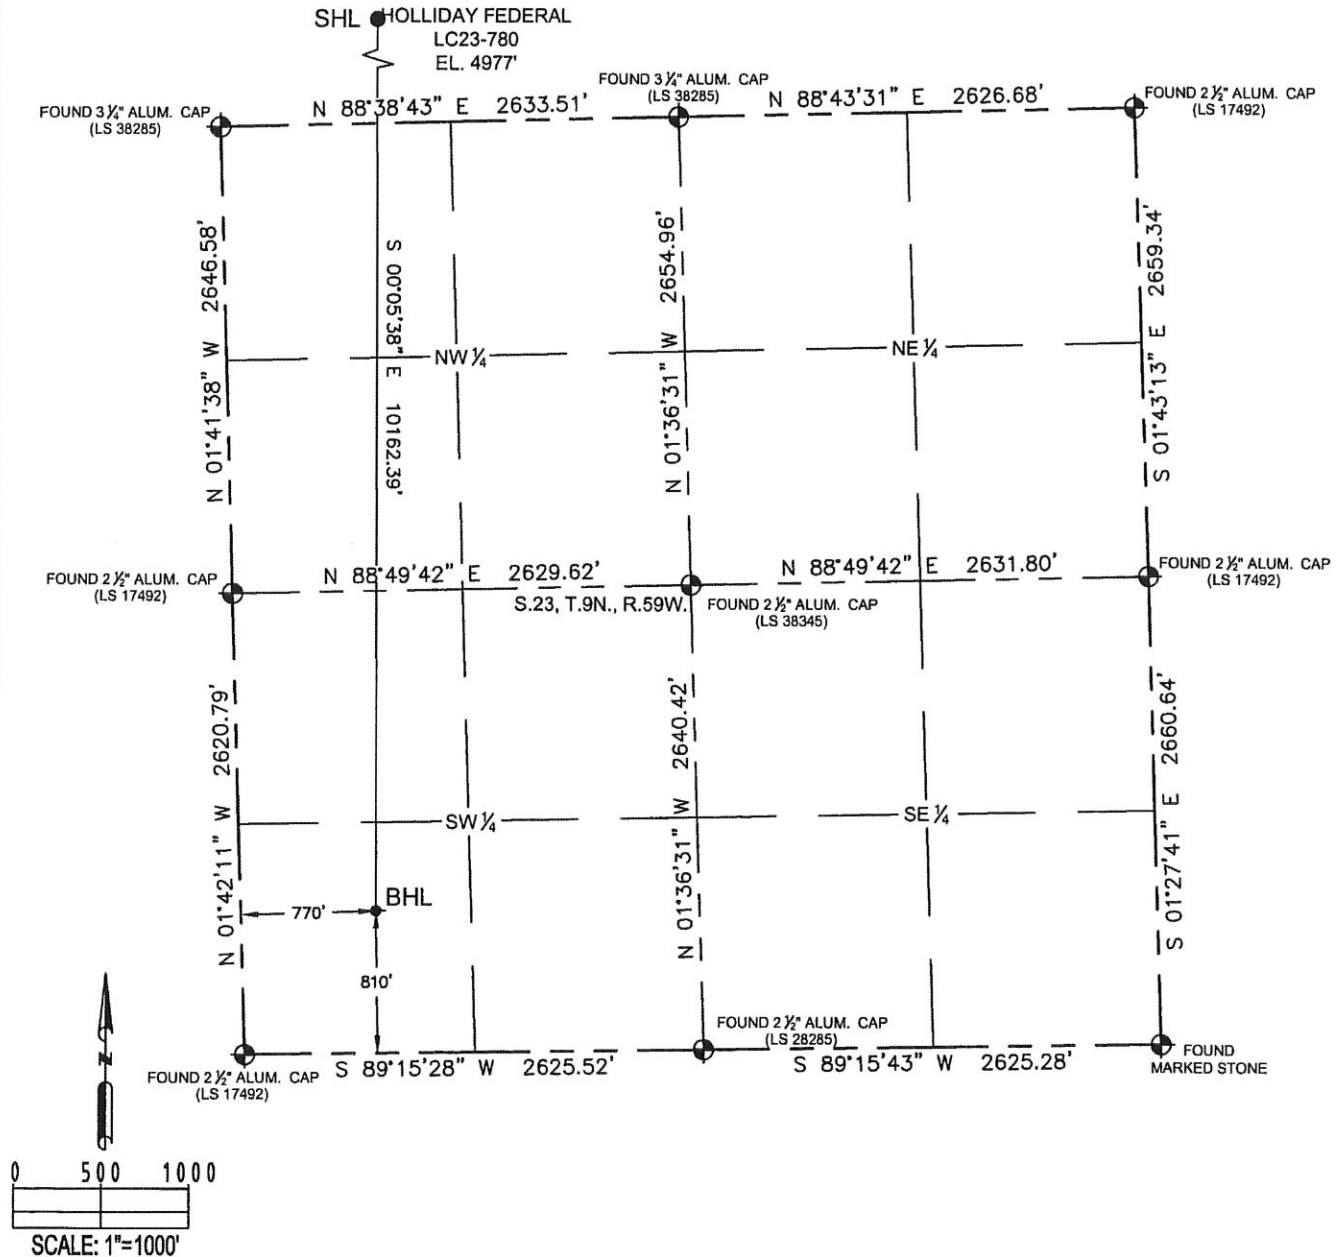 SHL
HOLLIDAY FEDERAL
LC23-780
EL. 4977'
FOUND 3 ¼" ALUM. CAP
(LS 38285)
N 88°38'43" E 2633.51'
FOUND 3 ¼" ALUM. CAP
(LS 38285)
N 88°43'31" E 2626.68'
FOUND 2 ½" ALUM. CAP
(LS 17492)
N 01°41'38" W 2646.58'
S 00°05'38" E 10162.39'
N 01°36'31" W 2654.96'
S 01°43'13" E 2659.34'
NW ¼
NE ¼
FOUND 2 ½" ALUM. CAP
(LS 17492)
N 88°49'42" E 2629.62'
S.23, T.9N., R.59W.
FOUND 2 ½" ALUM. CAP
(LS 38345)
N 88°49'42" E 2631.80'
FOUND 2 ½" ALUM. CAP
(LS 17492)
N 01°42'11" W 2620.79'
N 01°36'31" W 2640.42'
S 01°27'41" E 2660.64'
SW ¼
SE ¼
BHL
770'
810'
FOUND 2 ½" ALUM. CAP
(LS 17492)
S 89°15'28" W 2625.52'
FOUND 2 ½" ALUM. CAP
(LS 28285)
S 89°15'43" W 2625.28'
FOUND
MARKED STONE
N
0 500 1000
SCALE: 1"=1000'